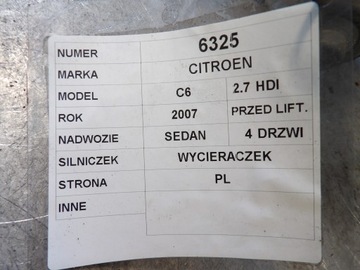 NUMER 6325
MARKA CITROEN
MODEL C6 2.7 HDI
ROK 2007 PRZED LIFT.
NADWOZIE SEDAN 4 DRZWI
SILNICZEK WYCIERACZEK
STRONA PL
INNE